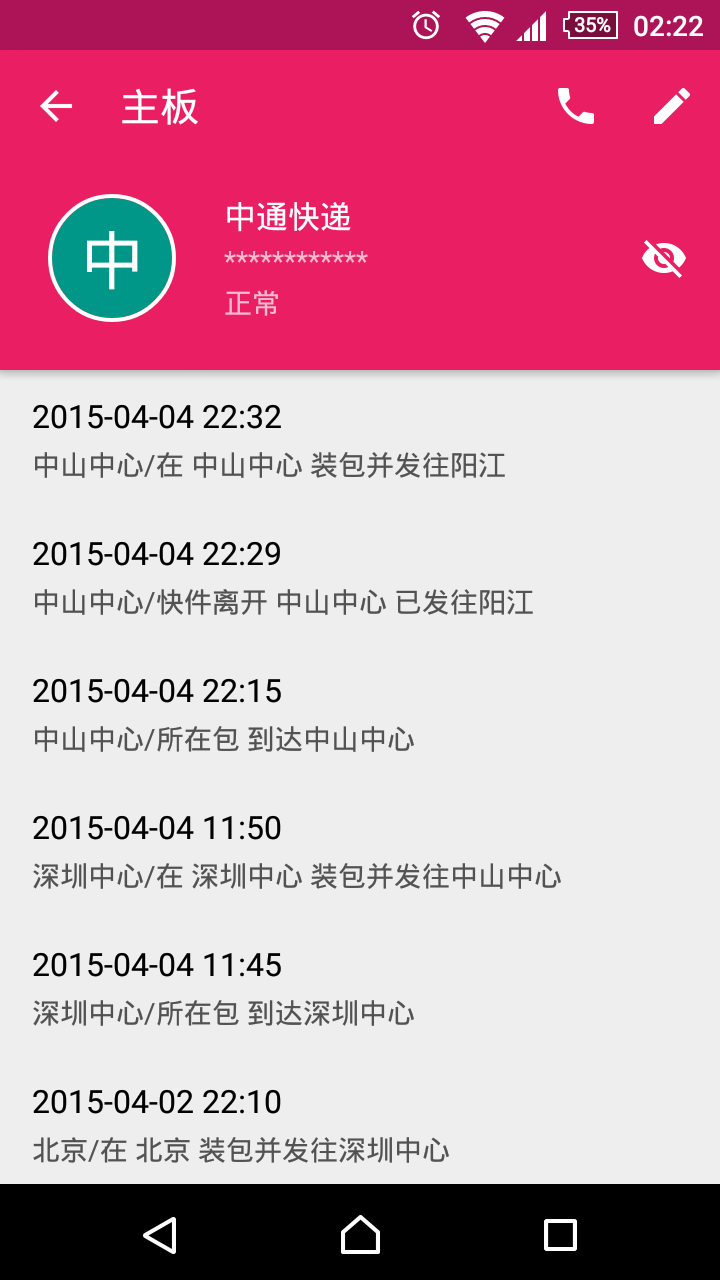 35%
02:22
主板
中
中通快递
************
正常
2015-04-04 22:32
中山中心/在 中山中心 装包并发往阳江
2015-04-04 22:29
中山中心/快件离开 中山中心 已发往阳江
2015-04-04 22:15
中山中心/所在包 到达中山中心
2015-04-04 11:50
深圳中心/在 深圳中心 装包并发往中山中心
2015-04-04 11:45
深圳中心/所在包 到达深圳中心
2015-04-02 22:10
北京/在 北京 装包并发往深圳中心